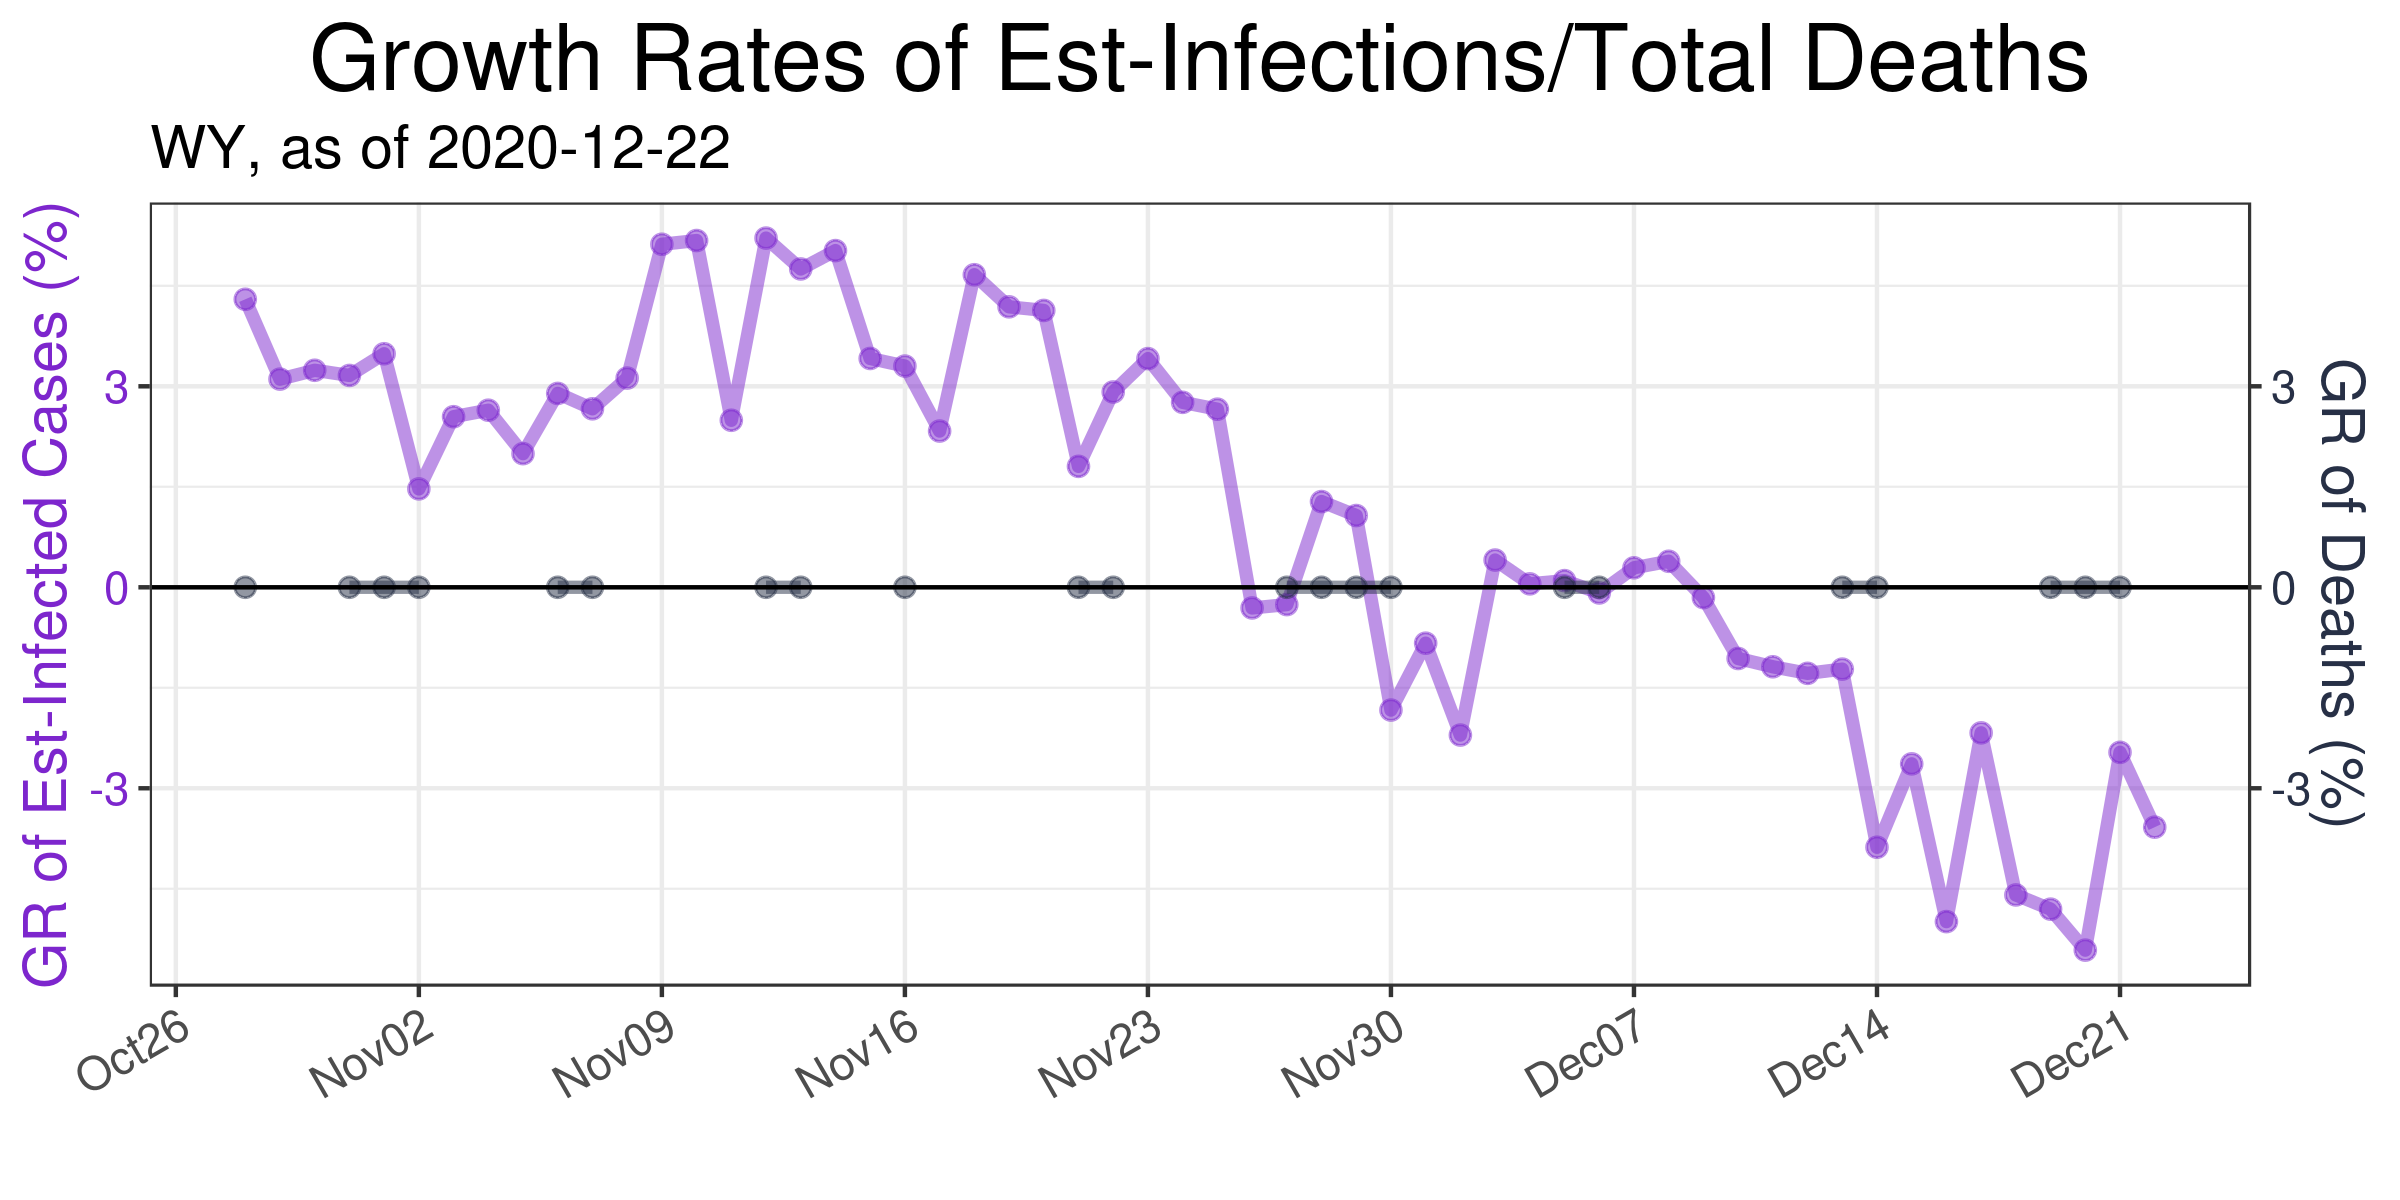 Growth Rates of Est-Infections/Total Deaths
WY, as of 2020-12-22
GR of Est-Infected Cases (%)
3
0
-3
3
0
-3
GR of Deaths (%)
Oct26
Nov02
Nov09
Nov16
Nov23
Nov30
Dec07
Dec14
Dec21